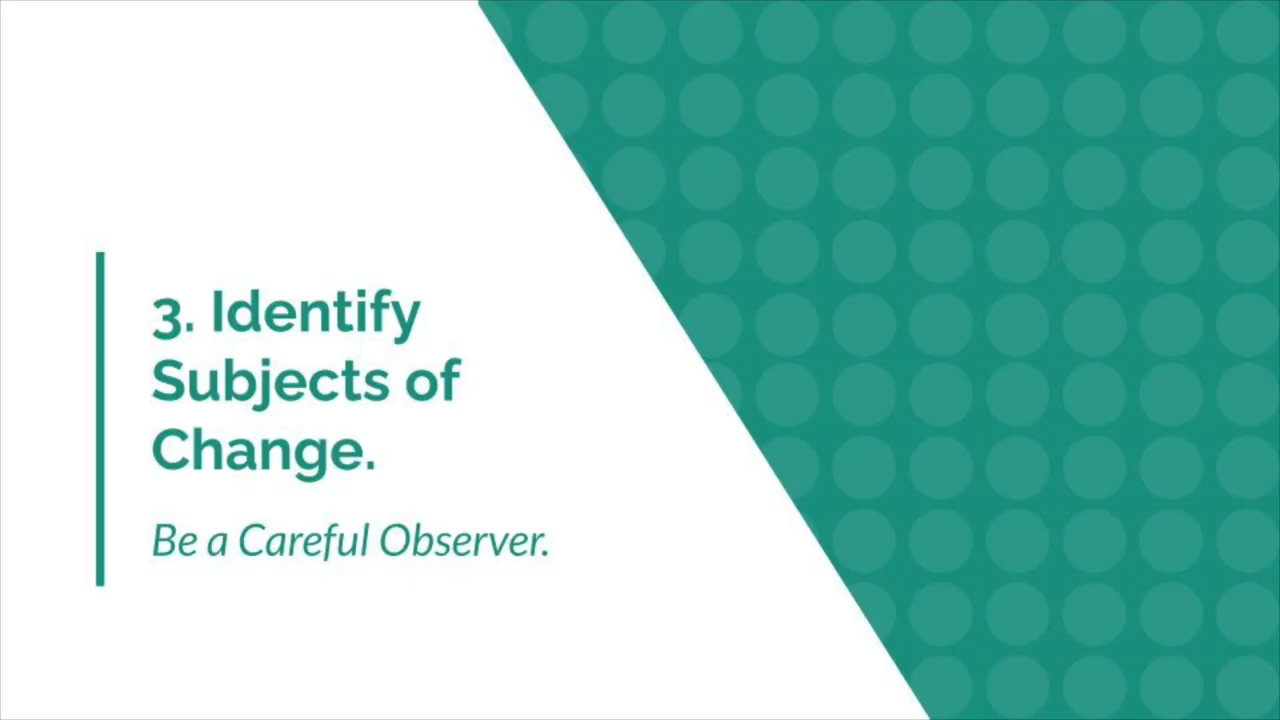 3. Identify
Subjects of
Change.
Be a Careful Observer.